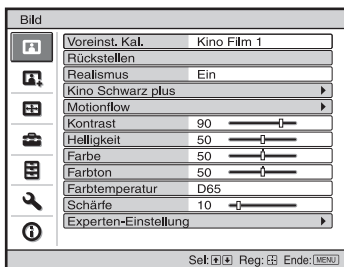 Bild
Voreinst. Kal. Kino Film 1
Rückstellen
Realismus Ein
Kino Schwarz plus
Motionflow
Kontrast 90
Helligkeit 50
Farbe 50
Farbton 50
Farbtemperatur D65
Schärfe 10
Experten-Einstellung
Sel: Reg: Ende: MENU